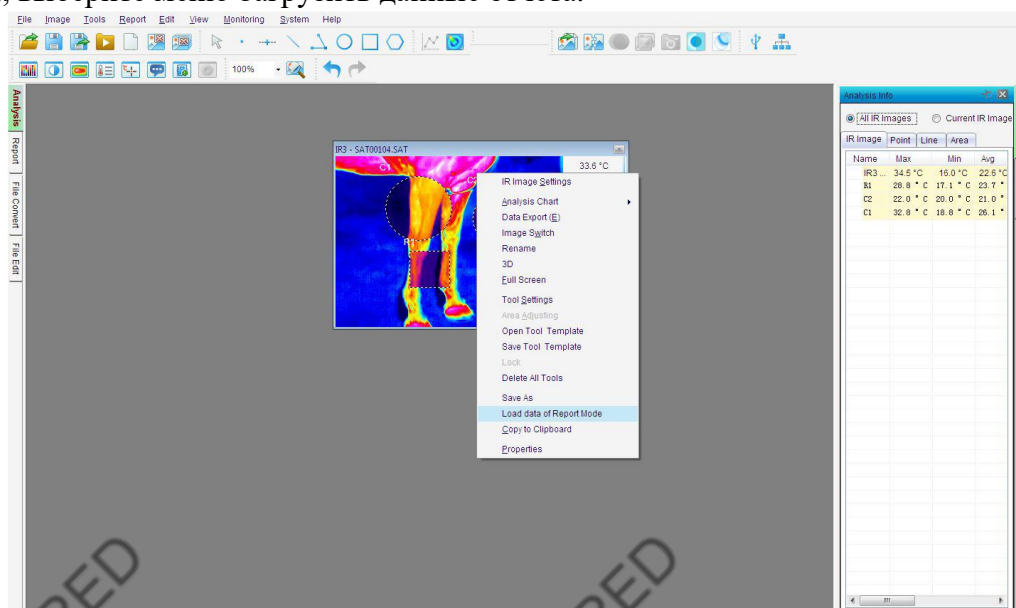 , выберите меню Загрузить данные отчета.
File Image Tools Report Edit View Monitoring System Help
100%
Analysis
Report
File Convert
File Edit
IR3 - SAT00104.SAT
33.6 °C
C1
R1
IR Image Settings
Analysis Chart
Data Export (E)
Image Switch
Rename
3D
Full Screen
Tool Settings
Area Adjusting
Open Tool Template
Save Tool Template
Lock
Delete All Tools
Save As
Load data of Report Mode
Copy to Clipboard
Properties
Analysis Info
All IR Images Current IR Image
IR Image Point Line Area
Name Max Min Avg
IR3 ... 34.5 °C 16.0 °C 22.6 °C
R1 28.8 ° C 17.1 ° C 23.7 °
C2 22.0 ° C 20.0 ° C 21.0 °
C1 32.8 ° C 18.8 ° C 26.1 °
RED
RED